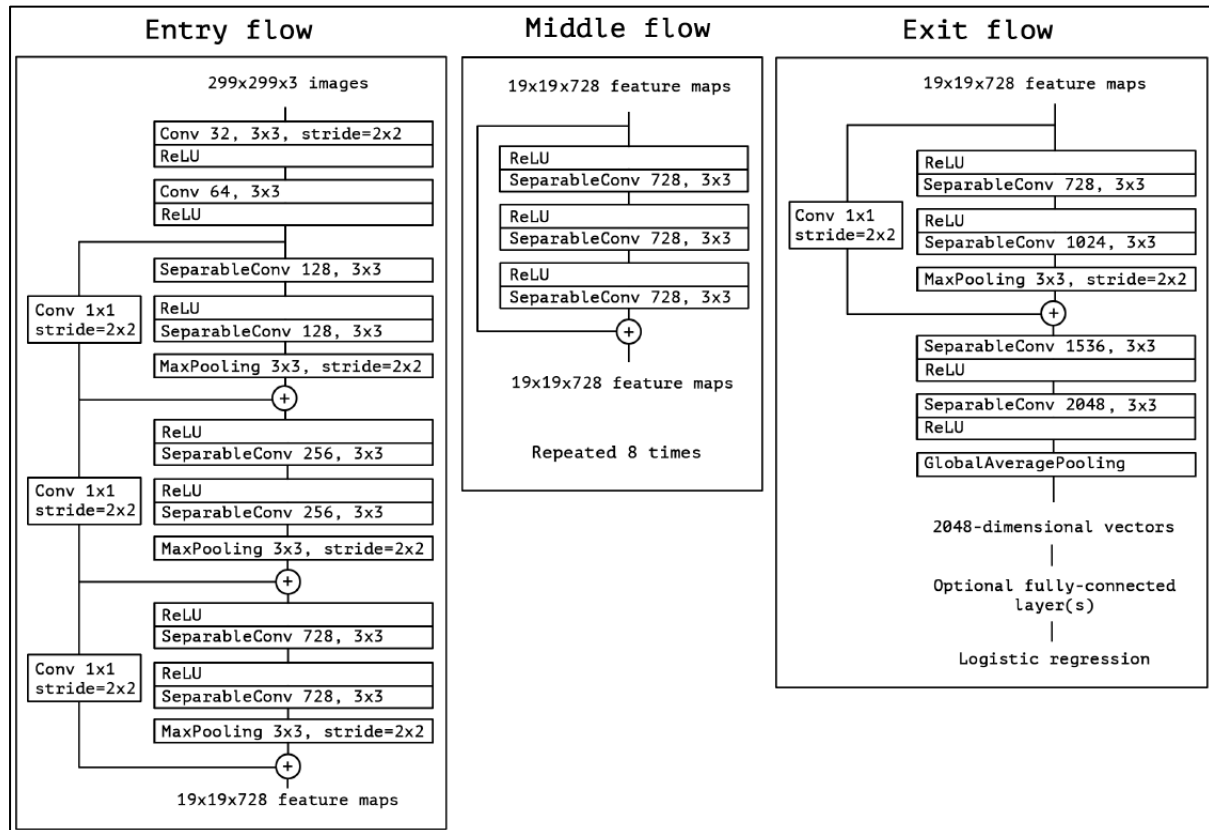 Entry flow
299x299x3 images
Conv 32, 3x3, stride=2x2
ReLU
Conv 64, 3x3
ReLU
SeparableConv 128, 3x3
Conv 1x1
stride=2x2
ReLU
SeparableConv 128, 3x3
MaxPooling 3x3, stride=2x2
+
ReLU
SeparableConv 256, 3x3
Conv 1x1
stride=2x2
ReLU
SeparableConv 256, 3x3
MaxPooling 3x3, stride=2x2
+
ReLU
SeparableConv 728, 3x3
Conv 1x1
stride=2x2
ReLU
SeparableConv 728, 3x3
MaxPooling 3x3, stride=2x2
+
19x19x728 feature maps
Middle flow
19x19x728 feature maps
ReLU
SeparableConv 728, 3x3
ReLU
SeparableConv 728, 3x3
ReLU
SeparableConv 728, 3x3
+
19x19x728 feature maps
Repeated 8 times
Exit flow
19x19x728 feature maps
ReLU
SeparableConv 728, 3x3
Conv 1x1
stride=2x2
ReLU
SeparableConv 1024, 3x3
MaxPooling 3x3, stride=2x2
+
SeparableConv 1536, 3x3
ReLU
SeparableConv 2048, 3x3
ReLU
GlobalAveragePooling
2048-dimensional vectors
Optional fully-connected
layer(s)
Logistic regression